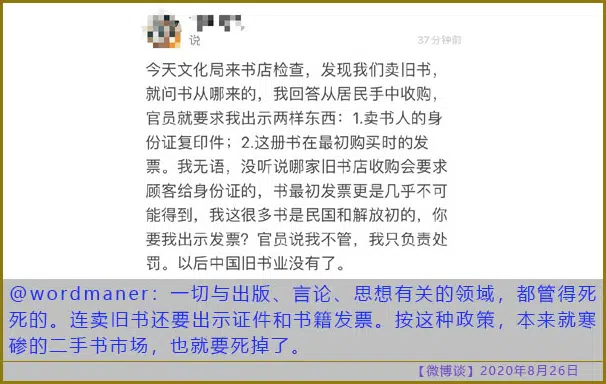 说
37分钟前
今天文化局来书店检查，发现我们卖旧书，
就问书从哪来的，我回答从居民手中收购，
官员就要求我出示两样东西：1.卖书人的身
份证复印件；2.这册书在最初购买时的发
票。我无语，没听说哪家旧书店收购会要求
顾客给身份证的，书最初发票更是几乎不可
能得到，我这很多书是民国和解放初的，你
要我出示发票？官员说我不管，我只负责处
罚。以后中国旧书业没有了。
@wordmaner：一切与出版、言论、思想有关的领域，都管得死
死的。连卖旧书还要出示证件和书籍发票。按这种政策，本来就寒
碜的二手书市场，也就要死掉了。
【微博谈】2020年8月26日